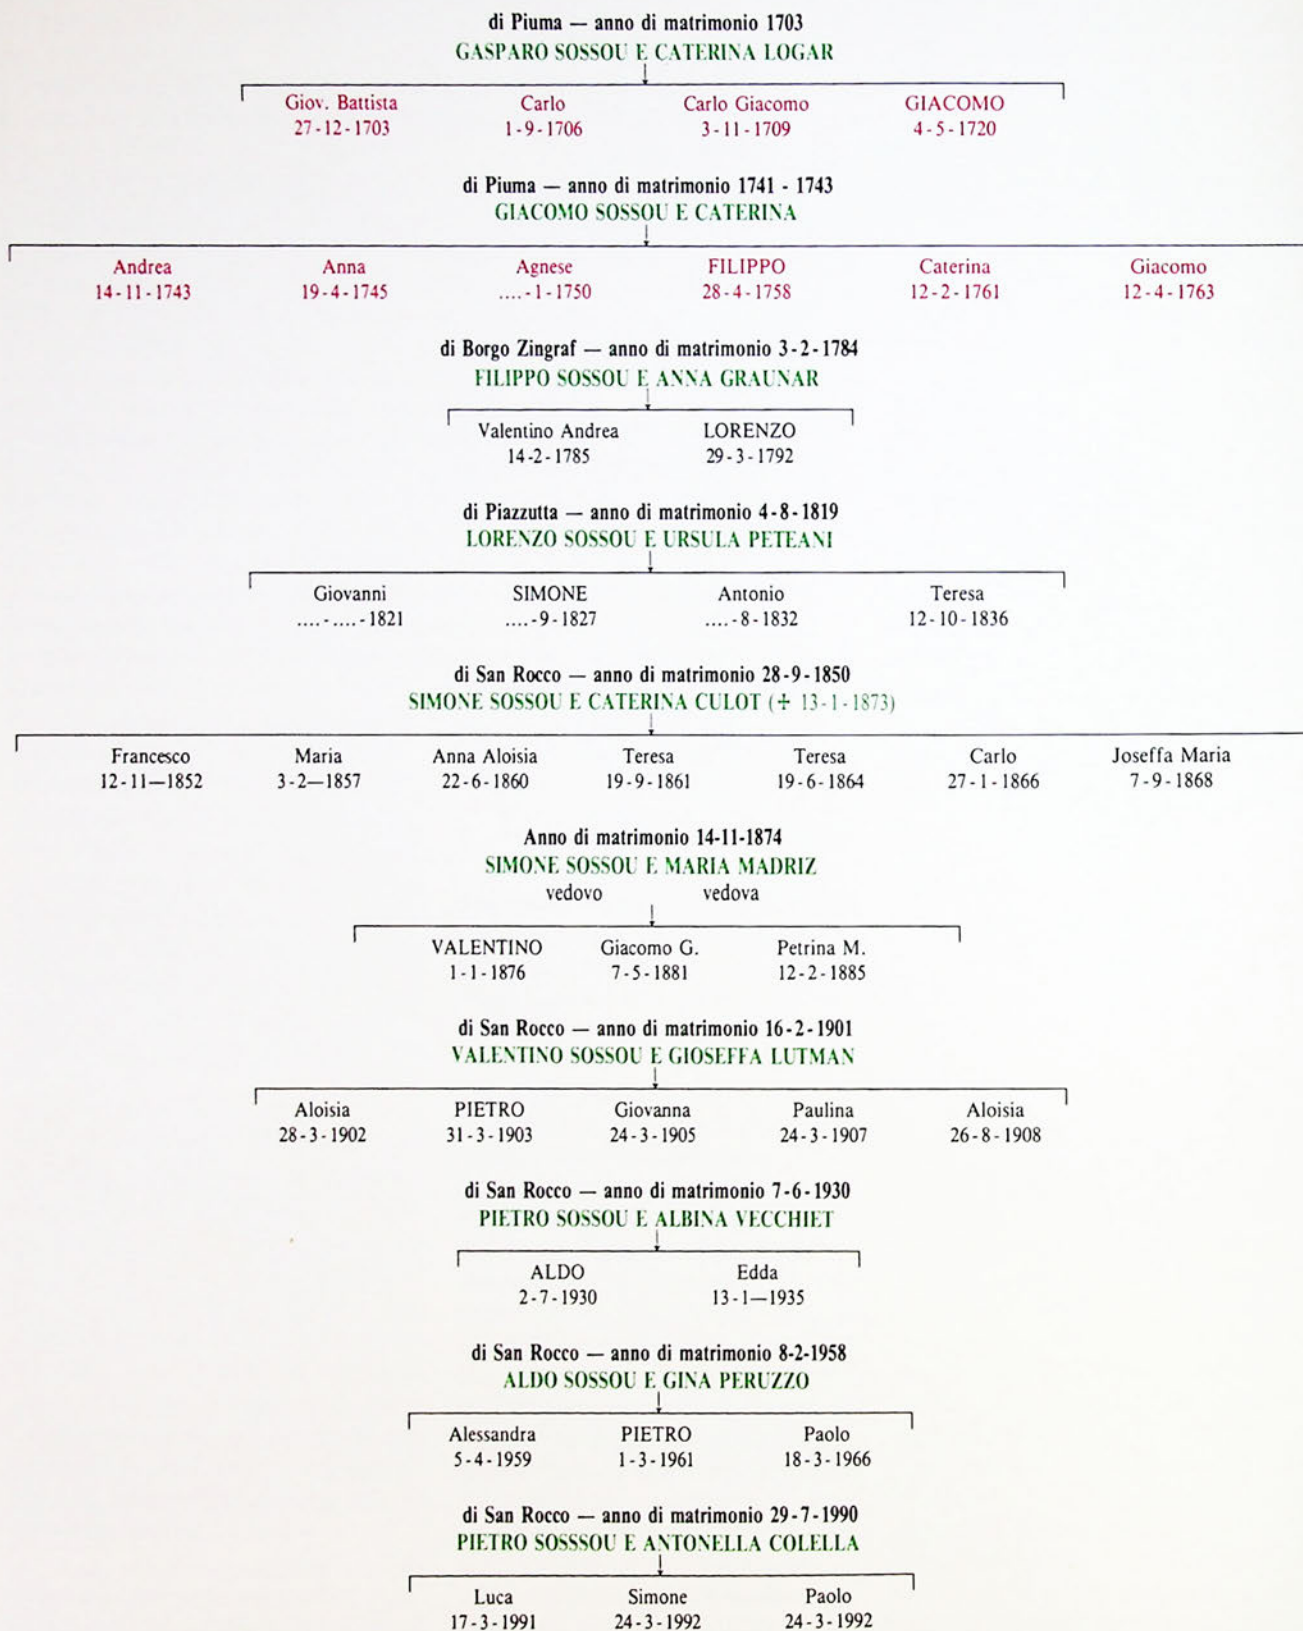 di Piuma — anno di matrimonio 1703
GASPARO SOSSOU E CATERINA LOGAR
Giov. Battista Carlo Carlo Giacomo GIACOMO
27-12-1703 1-9-1706 3-11-1709 4-5-1720
di Piuma — anno di matrimonio 1741 - 1743
GIACOMO SOSSOU E CATERINA
Andrea Anna Agnese FILIPPO Caterina Giacomo
14-11-1743 19-4-1745 ....-1-1750 28-4-1758 12-2-1761 12-4-1763
di Borgo Zingraf — anno di matrimonio 3-2-1784
FILIPPO SOSSOU E ANNA GRAUNAR
Valentino Andrea LORENZO
14-2-1785 29-3-1792
di Piazzutta — anno di matrimonio 4-8-1819
LORENZO SOSSOU E URSULA PETEANI
Giovanni SIMONE Antonio Teresa
....-....-1821 ....-9-1827 ....-8-1832 12-10-1836
di San Rocco — anno di matrimonio 28-9-1850
SIMONE SOSSOU E CATERINA CULOT (✝ 13-1-1873)
Francesco Maria Anna Aloisia Teresa Teresa Carlo Joseffa Maria
12-11—1852 3-2—1857 22-6-1860 19-9-1861 19-6-1864 27-1-1866 7-9-1868
Anno di matrimonio 14-11-1874
SIMONE SOSSOU E MARIA MADRIZ
vedovo vedova
VALENTINO Giacomo G. Petrina M.
1-1-1876 7-5-1881 12-2-1885
di San Rocco — anno di matrimonio 16-2-1901
VALENTINO SOSSOU E GIOSEFFA LUTMAN
Aloisia PIETRO Giovanna Paulina Aloisia
28-3-1902 31-3-1903 24-3-1905 24-3-1907 26-8-1908
di San Rocco — anno di matrimonio 7-6-1930
PIETRO SOSSOU E ALBINA VECCHIET
ALDO Edda
2-7-1930 13-1—1935
di San Rocco — anno di matrimonio 8-2-1958
ALDO SOSSOU E GINA PERUZZO
Alessandra PIETRO Paolo
5-4-1959 1-3-1961 18-3-1966
di San Rocco — anno di matrimonio 29-7-1990
PIETRO SOSSSOU E ANTONELLA COLELLA
Luca Simone Paolo
17-3-1991 24-3-1992 24-3-1992